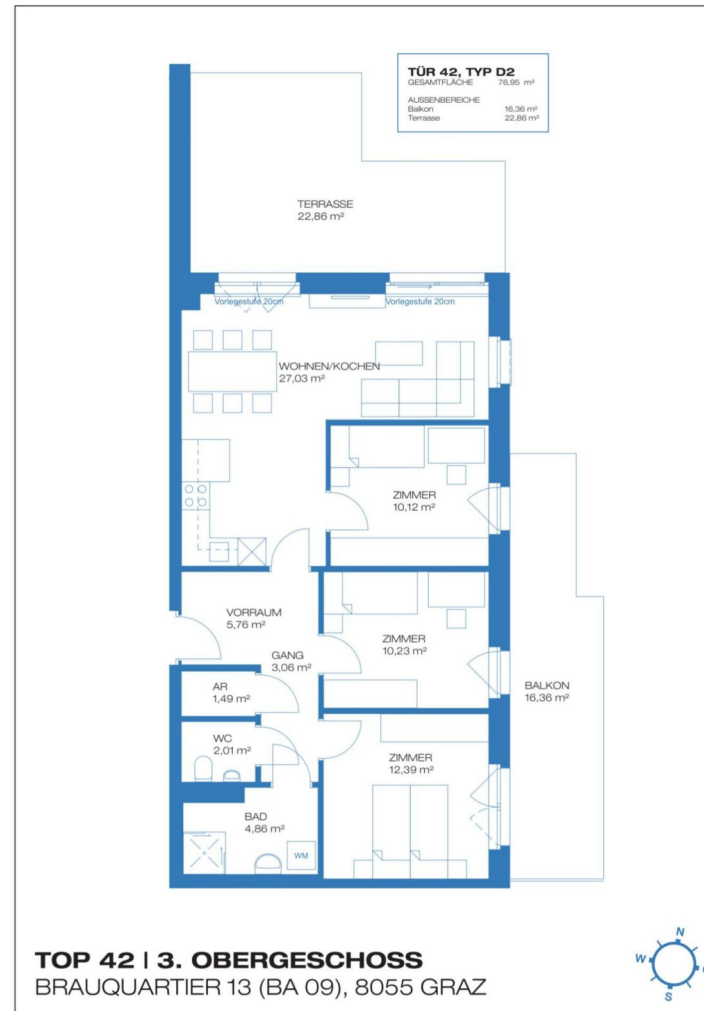 TÜR 42, TYP D2
GESAMTFLÄCHE 76,95 m²
AUSSENBEREICHE
Balkon 16,36 m²
Terrasse 22,86 m²
TERRASSE
22,86 m²
Vorlegestufe 20cm
Vorlegestufe 20cm
WOHNEN/KOCHEN
27,03 m²
ZIMMER
10,12 m²
VORRAUM
5,76 m²
GANG
3,06 m²
ZIMMER
10,23 m²
AR
1,49 m²
BALKON
16,36 m²
WC
2,01 m²
ZIMMER
12,39 m²
BAD
4,86 m²
WM
TOP 42 | 3. OBERGESCHOSS
BRAUQUARTIER 13 (BA 09), 8055 GRAZ
N
W
S